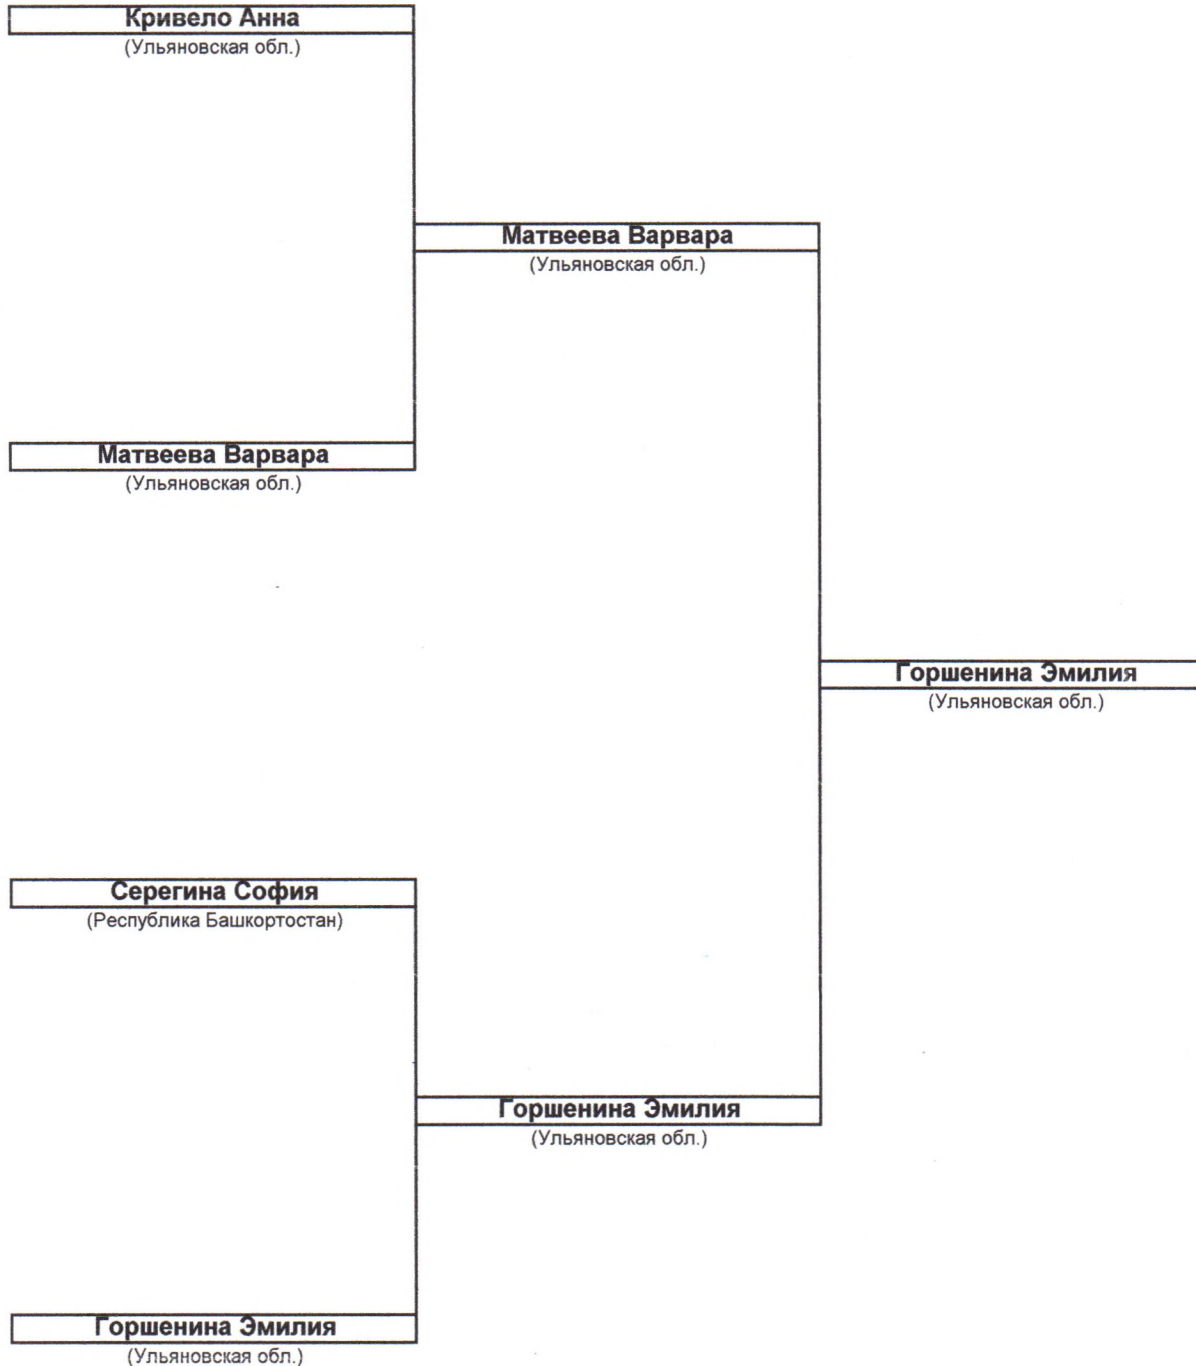 Кривело Анна
(Ульяновская обл.)
Матвеева Варвара
(Ульяновская обл.)
Матвеева Варвара
(Ульяновская обл.)
Горшенина Эмилия
(Ульяновская обл.)
Серегина София
(Республика Башкортостан)
Горшенина Эмилия
(Ульяновская обл.)
Горшенина Эмилия
(Ульяновская обл.)